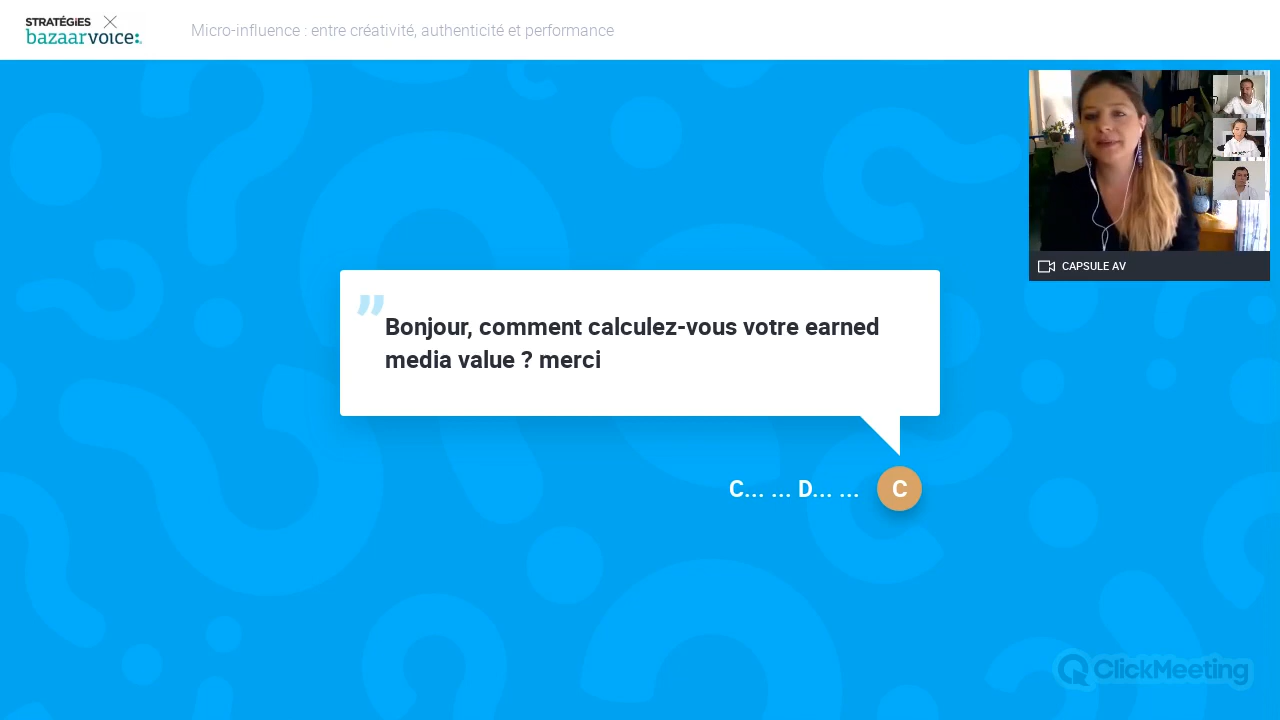 STRATÉGIES
bazaarvoice:
Micro-influence : entre créativité, authenticité et performance
CAPSULE AV
Bonjour, comment calculez-vous votre earned
media value ? merci
C... ... D... ... C
ClickMeeting